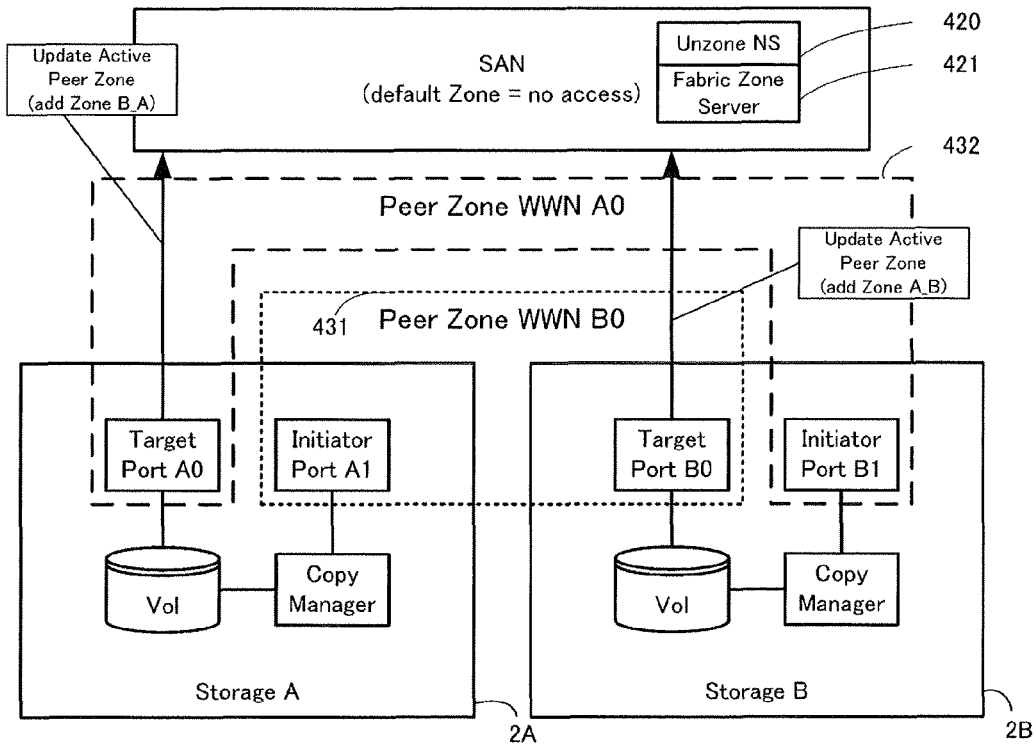 420
Unzone NS
421
Fabric Zone
Server
SAN
(default Zone = no access)
Update Active
Peer Zone
(add Zone B_A)
432
Peer Zone WWN A0
Update Active
Peer Zone
(add Zone A_B)
431
Peer Zone WWN B0
Target
Port A0
Initiator
Port A1
Target
Port B0
Initiator
Port B1
Vol
Copy
Manager
Vol
Copy
Manager
Storage A
Storage B
2A
2B